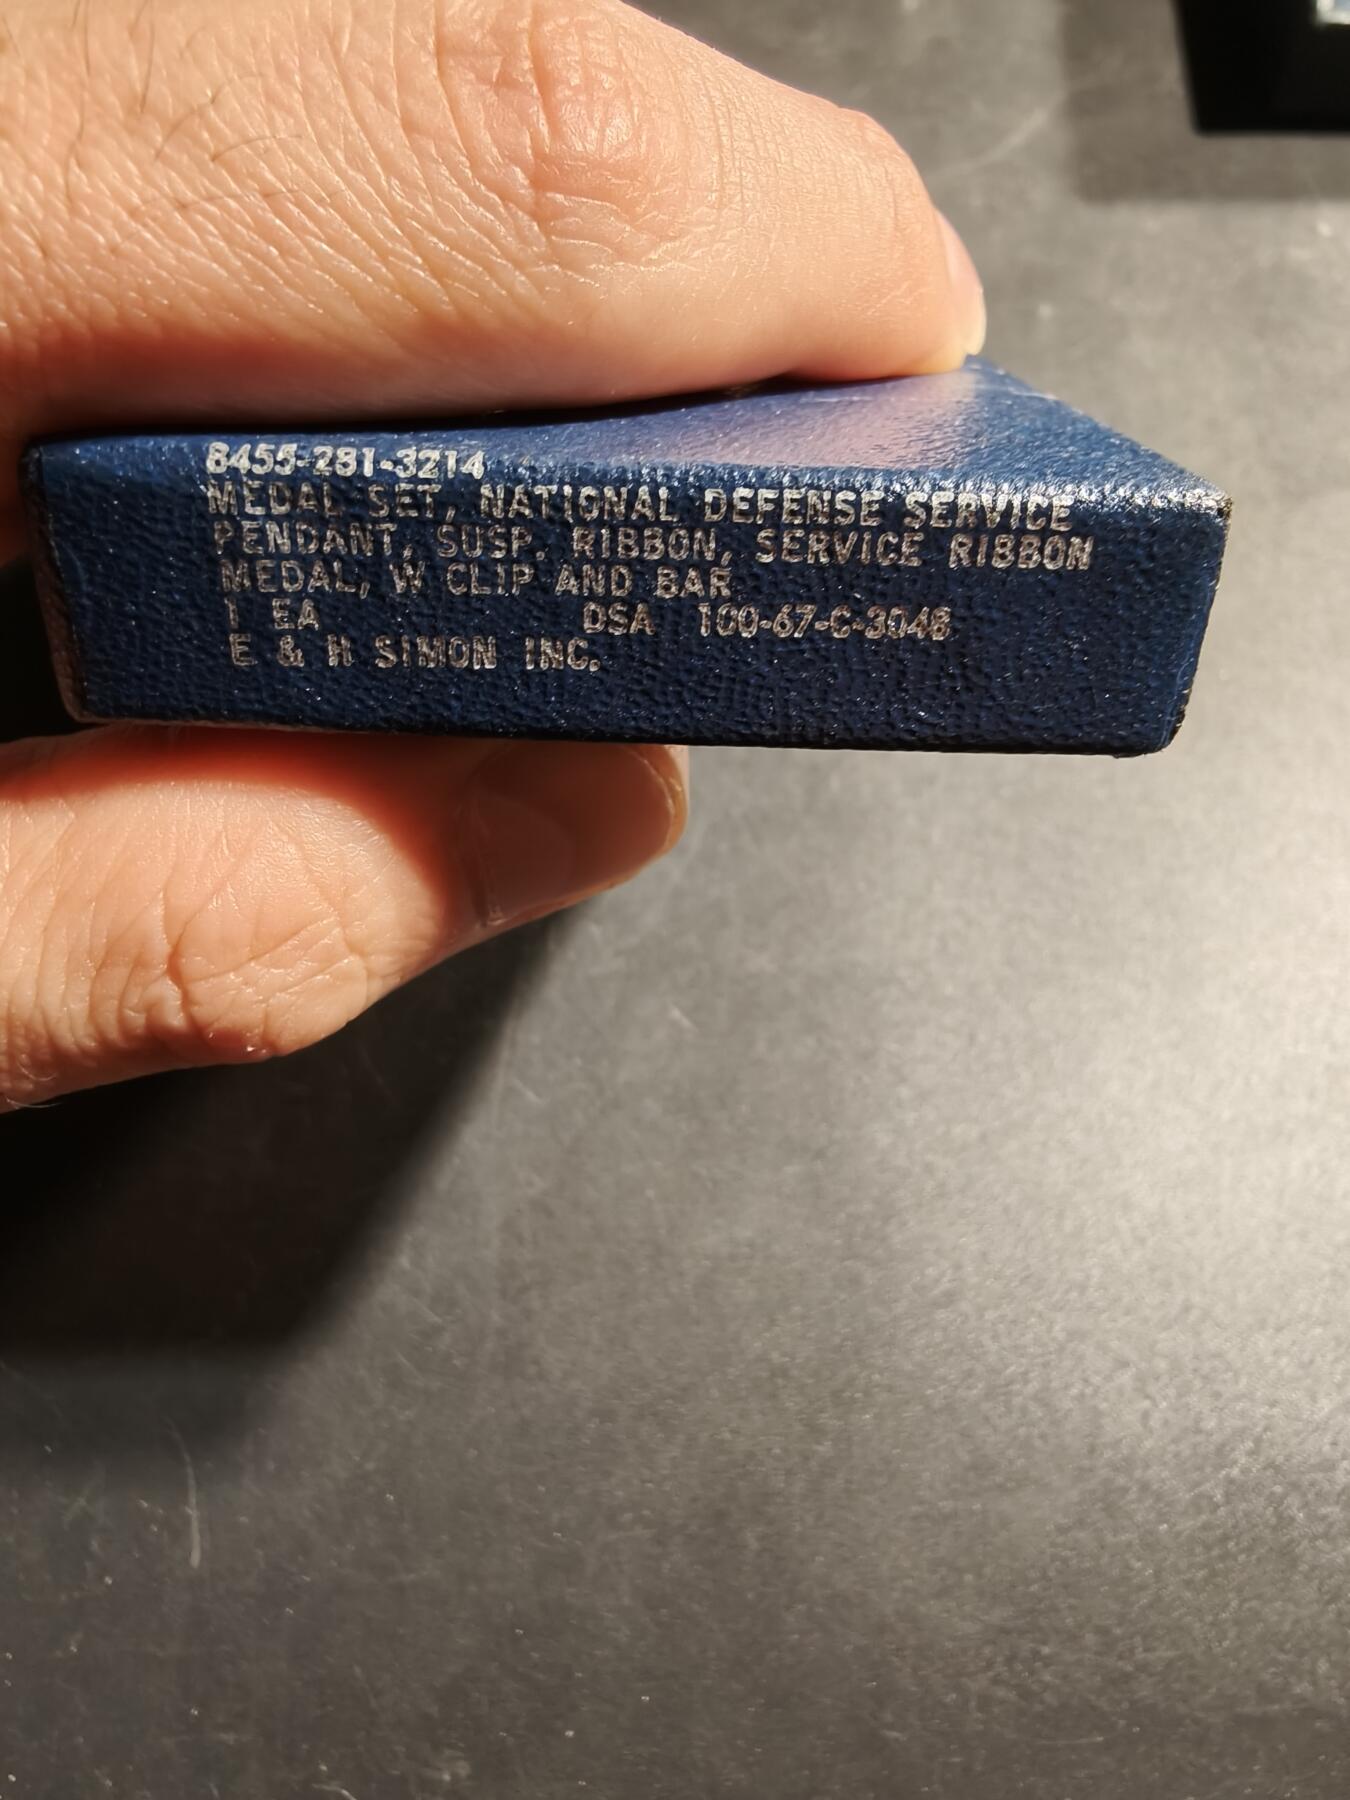 8455-281-3214
MEDAL SET, NATIONAL DEFENSE SERVICE
PENDANT, SUSP. RIBBON, SERVICE RIBBON
MEDAL, W CLIP AND BAR
1 EA DSA 100-67-C-3048
E & H SIMON INC.